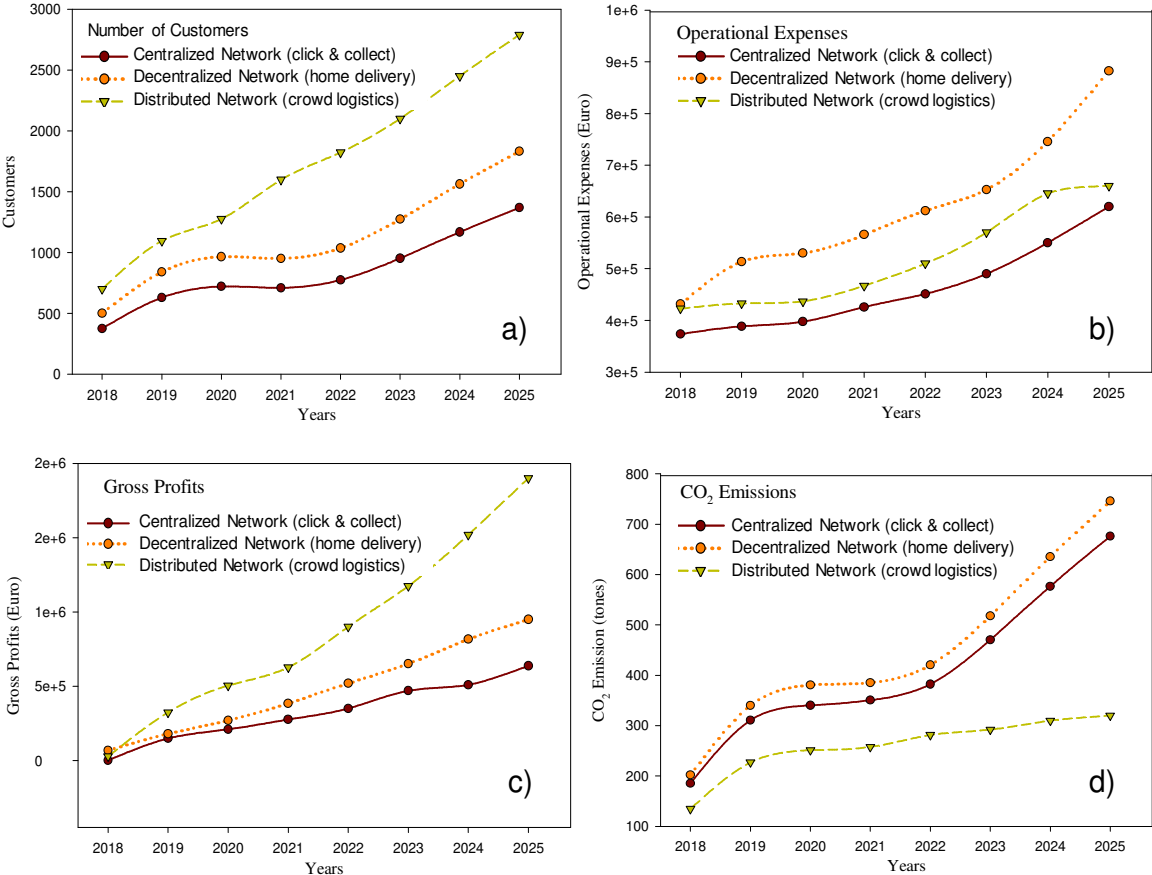 Number of Customers
Centralized Network (click & collect)
Decentralized Network (home delivery)
Distributed Network (crowd logistics)
3000
2500
2000
1500
1000
500
0
Customers
2018 2019 2020 2021 2022 2023 2024 2025
Years
a)
Operational Expenses
Centralized Network (click & collect)
Decentralized Network (home delivery)
Distributed Network (crowd logistics)
1e+6
9e+5
8e+5
7e+5
6e+5
5e+5
4e+5
3e+5
Operational Expenses (Euro)
2018 2019 2020 2021 2022 2023 2024 2025
Years
b)
Gross Profits
Centralized Network (click & collect)
Decentralized Network (home delivery)
Distributed Network (crowd logistics)
2e+6
2e+6
1e+6
5e+5
0
Gross Profits (Euro)
2018 2019 2020 2021 2022 2023 2024 2025
Years
c)
CO2 Emissions
Centralized Network (click & collect)
Decentralized Network (home delivery)
Distributed Network (crowd logistics)
800
700
600
500
400
300
200
100
CO2 Emission (tones)
2018 2019 2020 2021 2022 2023 2024 2025
Years
d)